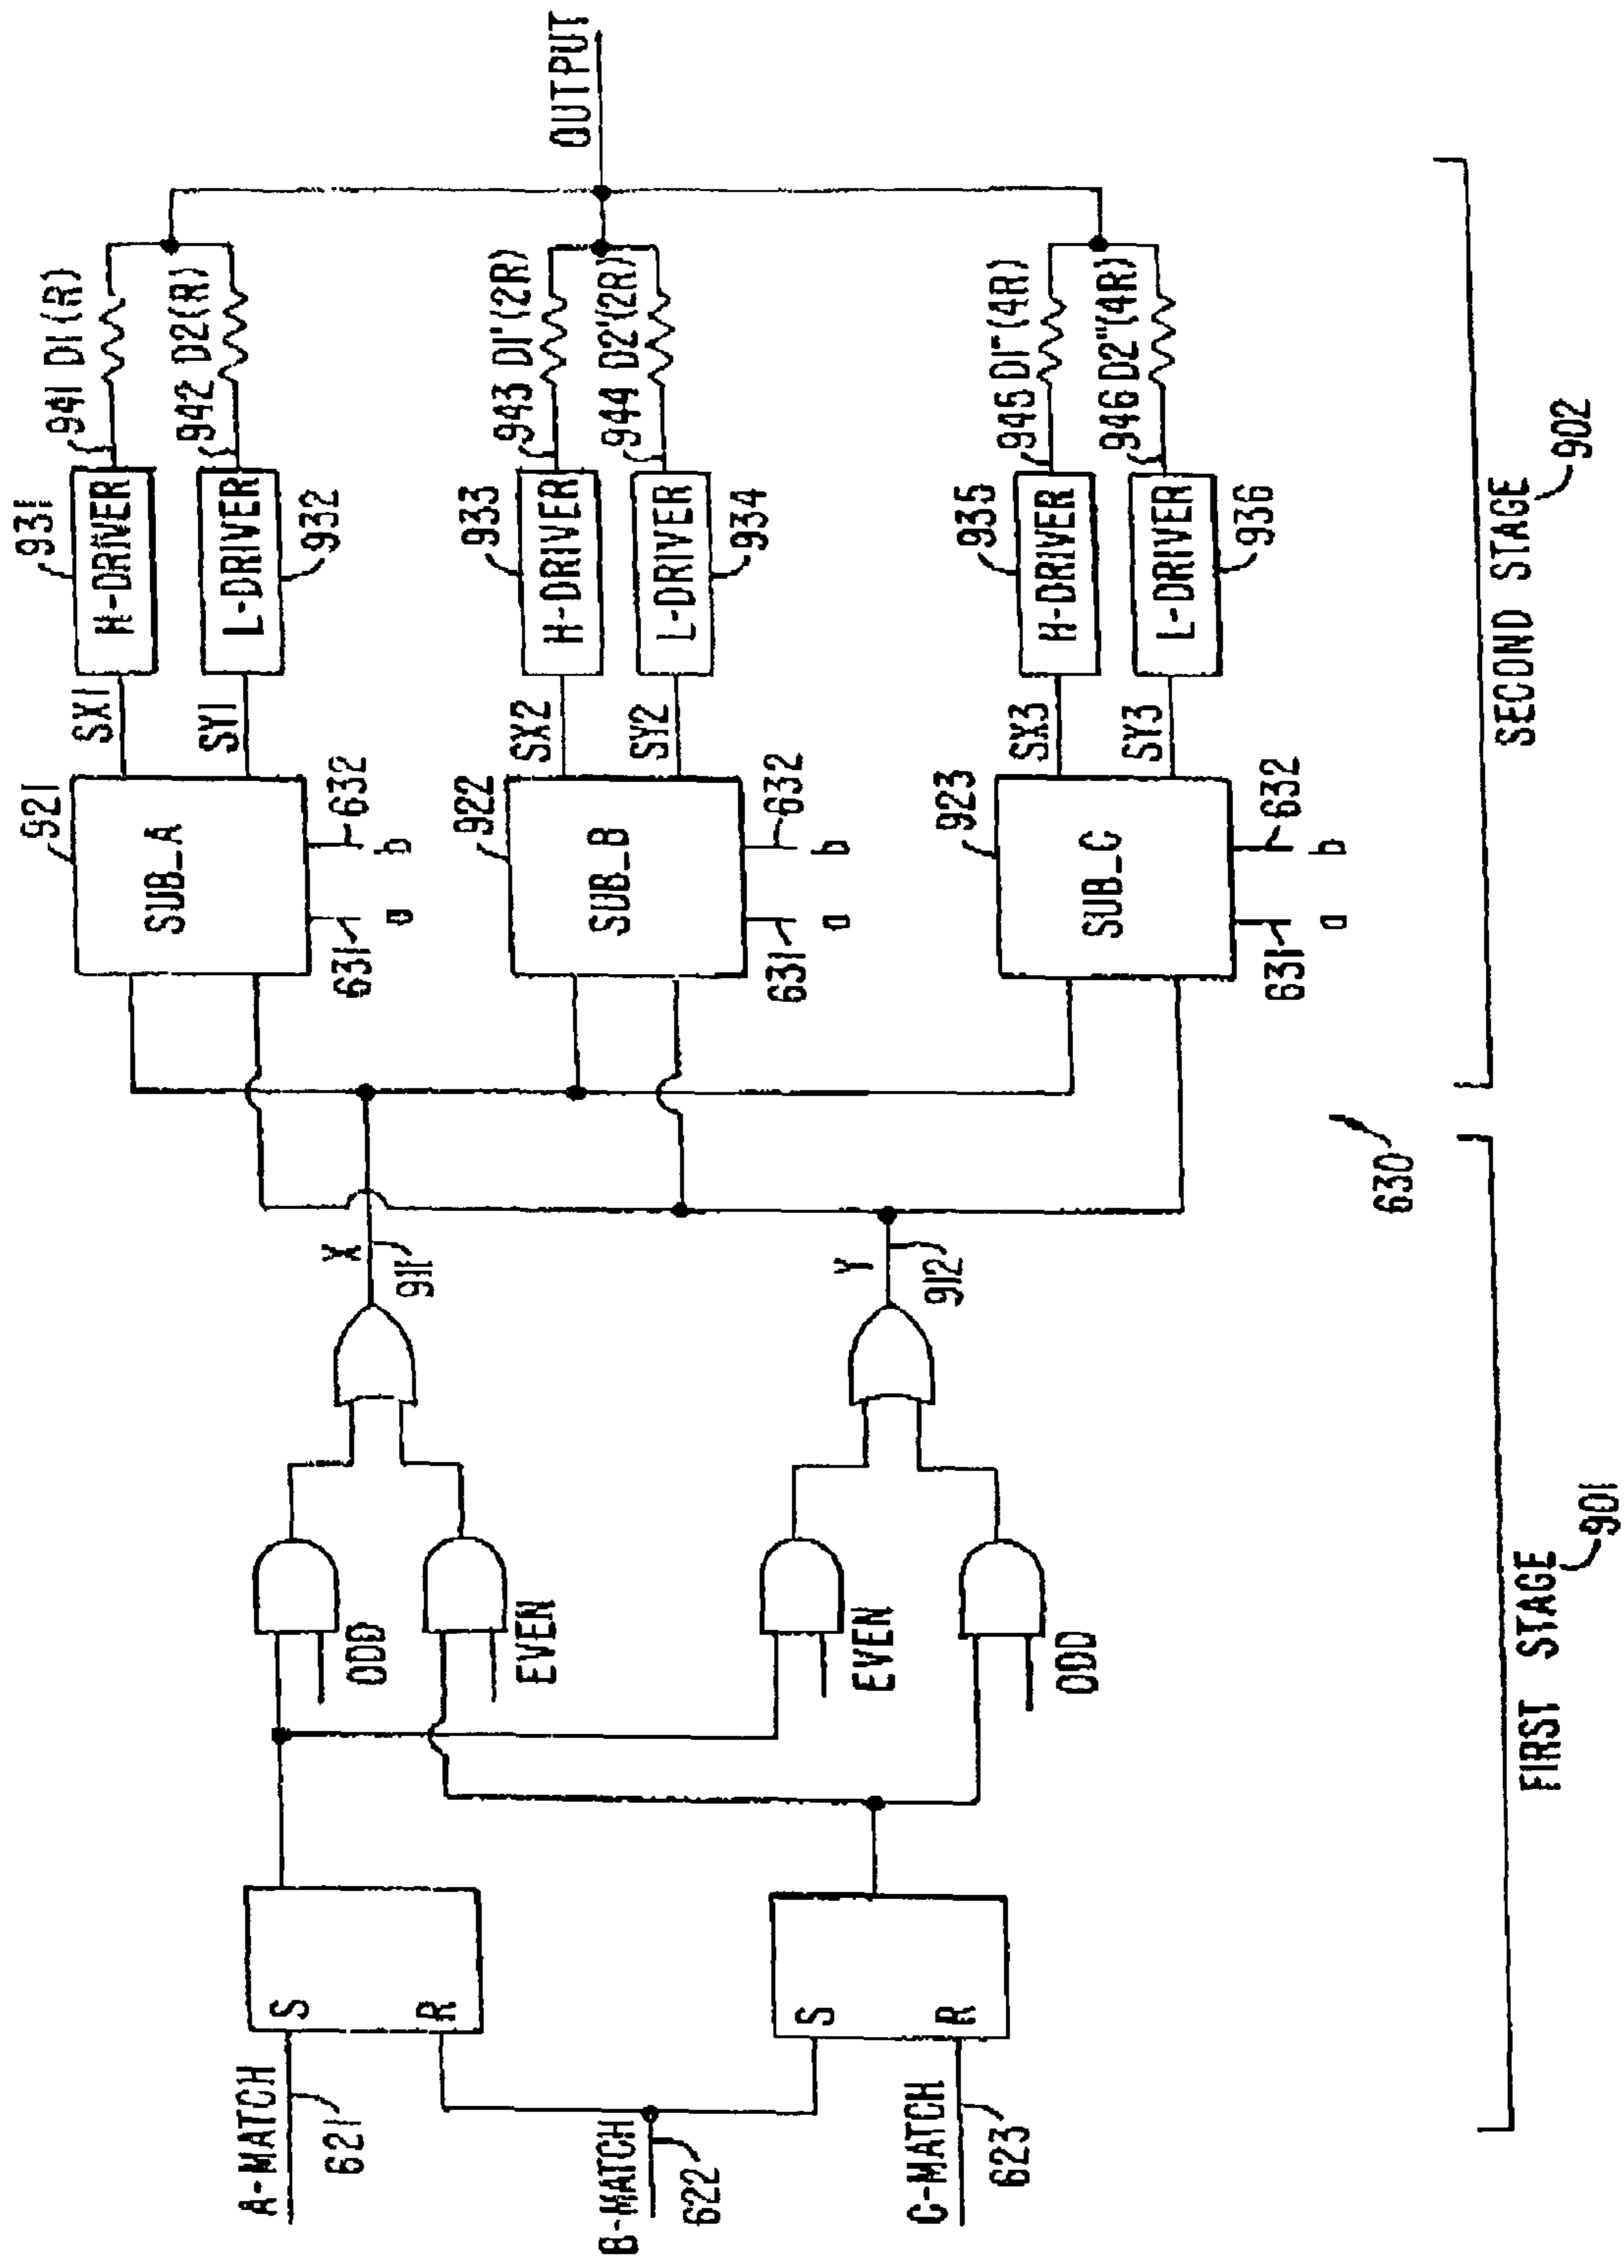 A-MATCH
621
B-MATCH
622
C-MATCH
623
S
R
S
R
ODD
EVEN
EVEN
ODD
X
911
Y
912
921
SUB_A
631
a
632
b
922
SUB_B
631
a
632
b
923
SUB_C
631
a
632
b
SX1
SY1
SX2
SY2
SX3
SY3
931
H-DRIVER
L-DRIVER
932
933
H-DRIVER
L-DRIVER
934
935
H-DRIVER
L-DRIVER
936
941 D1(R)
942 D2(R)
943 D1'(2R)
944 D2'(2R)
945 D1"(4R)
946 D2"(4R)
OUTPUT
630
FIRST STAGE
901
SECOND STAGE
902